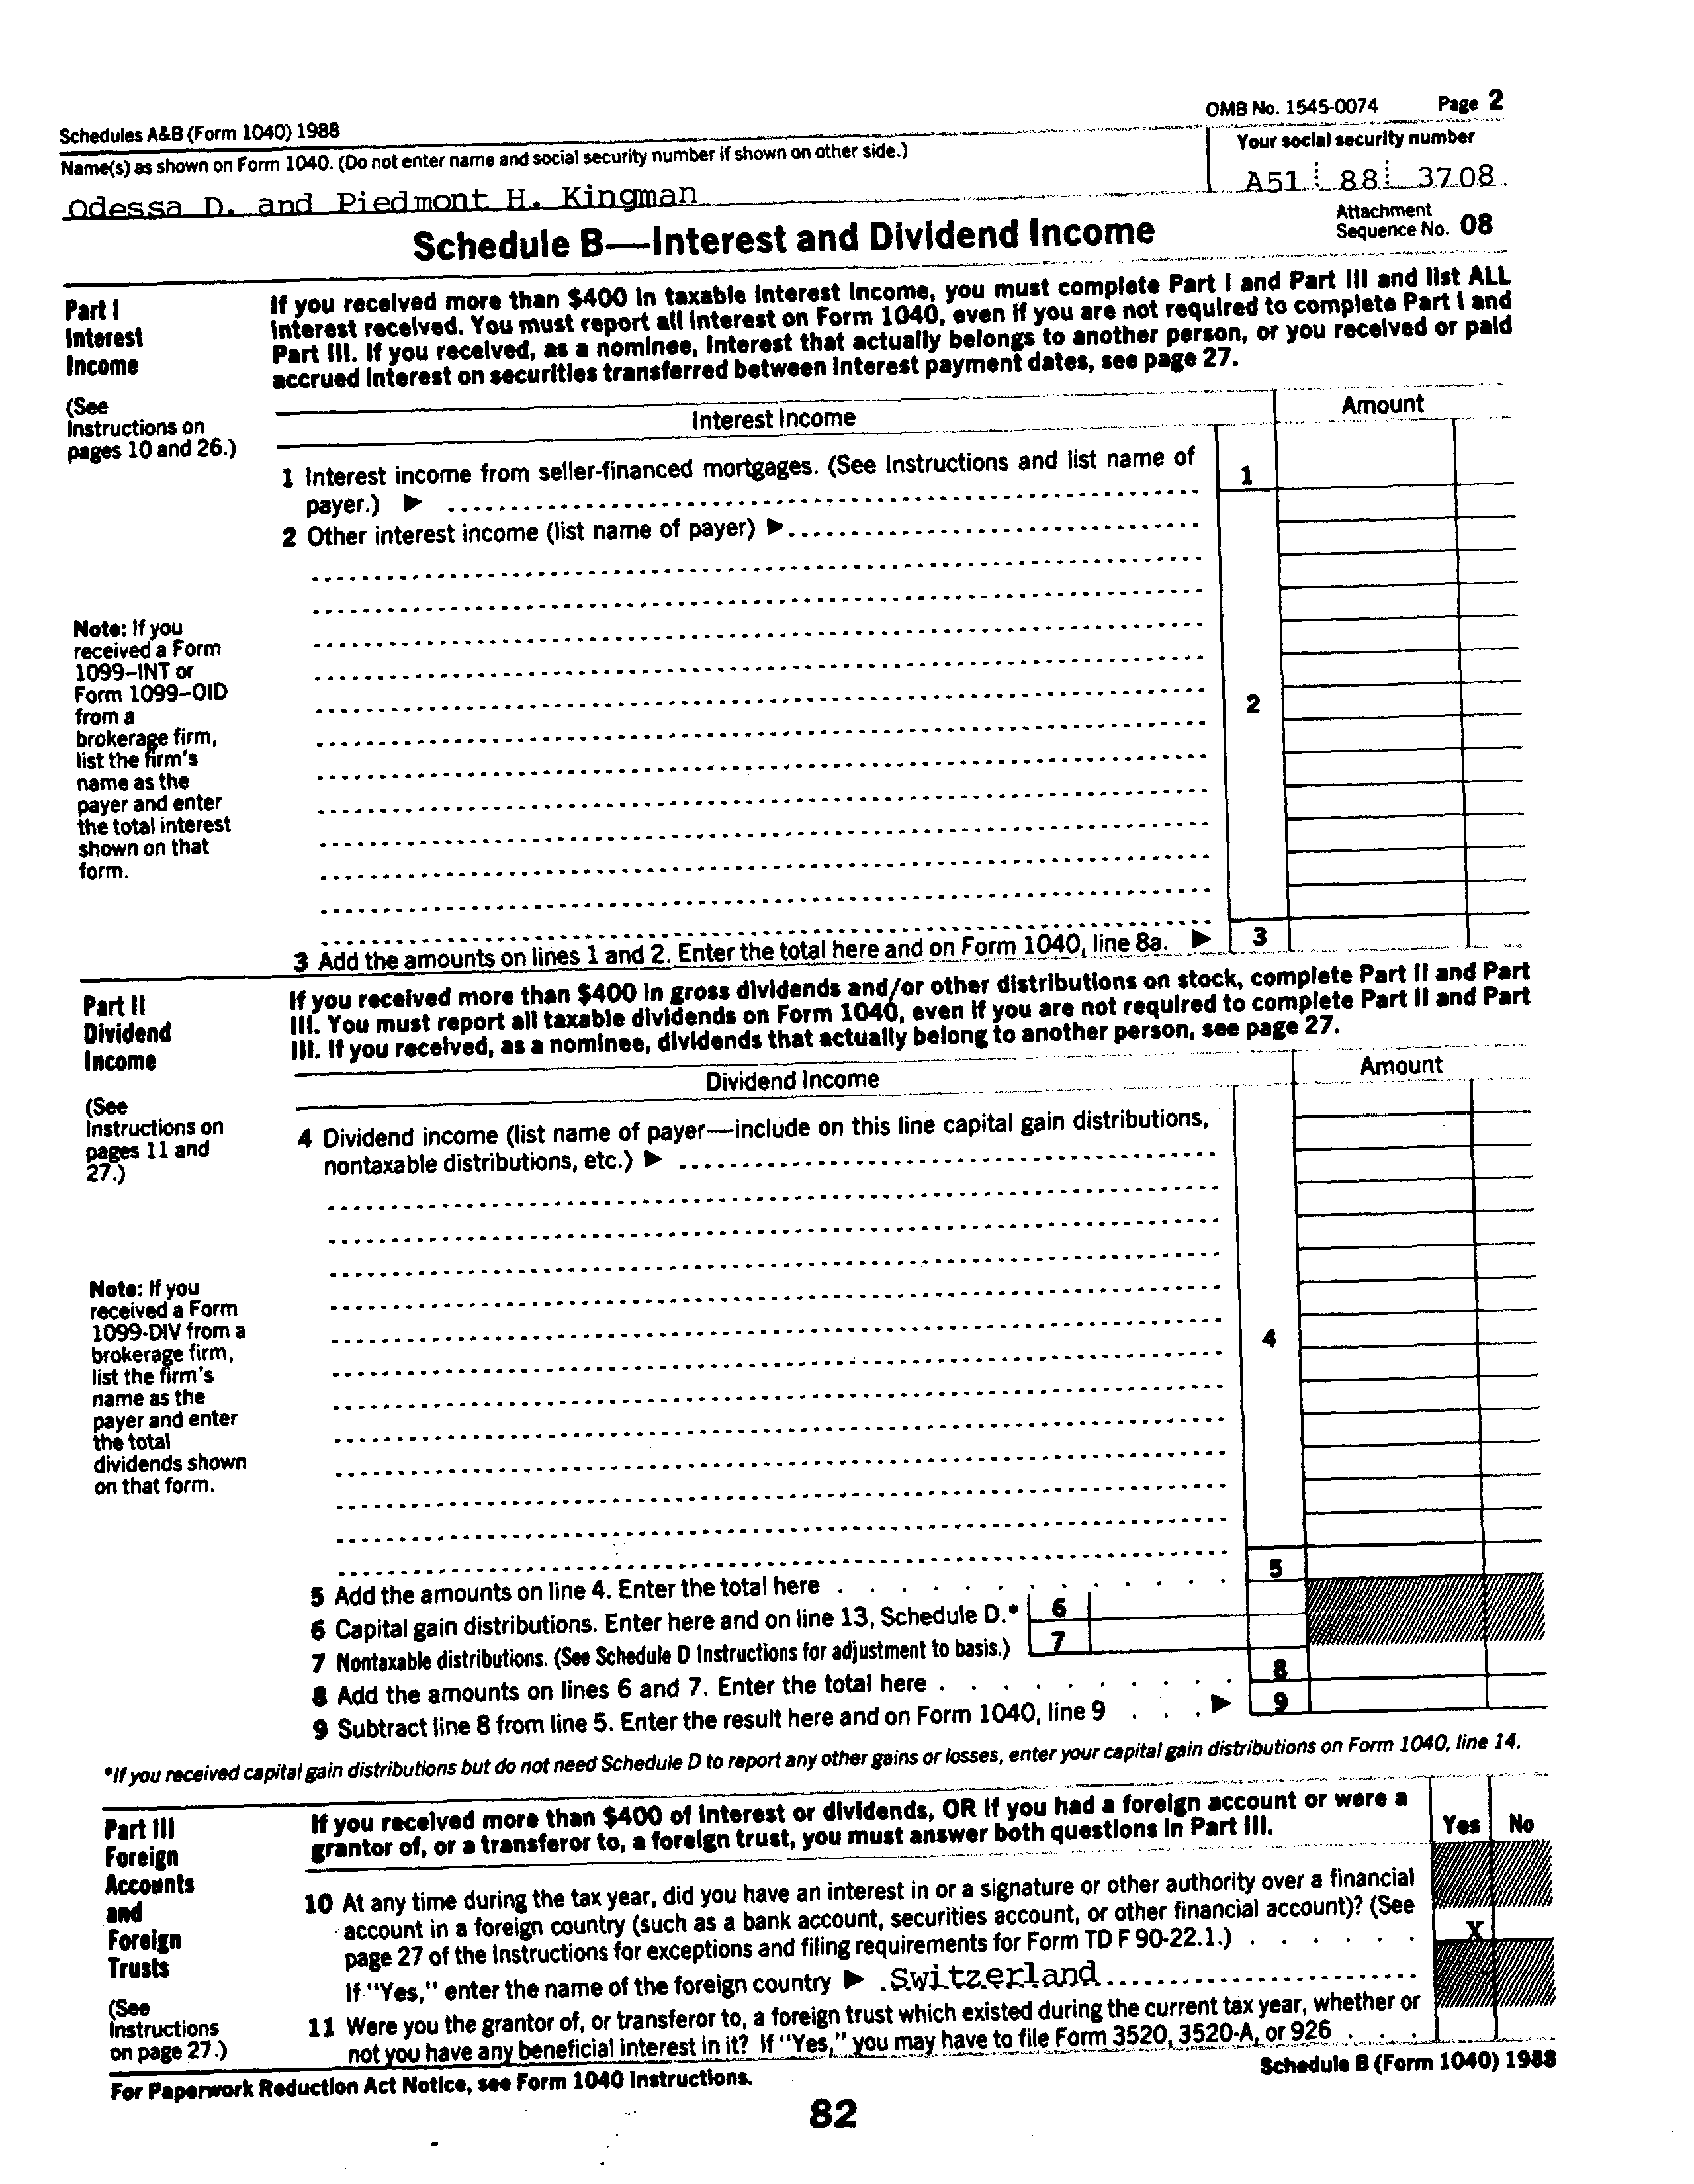 Schedules A&B (Form 1040) 1988
OMB No. 1545-0074 Page 2
Name(s) as shown on Form 1040. (Do not enter name and social security number if shown on other side.)
Your social security number
Odessa D. and Piedmont H. Kingman
A51 88 3708
Schedule B—Interest and Dividend Income
Attachment
Sequence No. 08
Part I
Interest
Income
(See
Instructions on
pages 10 and 26.)
If you received more than $400 in taxable interest income, you must complete Part I and Part III and list ALL
interest received. You must report all interest on Form 1040, even if you are not required to complete Part I and
Part III. If you received, as a nominee, interest that actually belongs to another person, or you received or paid
accrued interest on securities transferred between interest payment dates, see page 27.
Interest Income
Amount
1 Interest income from seller-financed mortgages. (See Instructions and list name of
payer.) ▶
1
2 Other interest income (list name of payer) ▶
Note: If you
received a Form
1099–INT or
Form 1099–OID
from a
brokerage firm,
list the firm's
name as the
payer and enter
the total interest
shown on that
form.
2
3 Add the amounts on lines 1 and 2. Enter the total here and on Form 1040, line 8a. ▶ 3
Part II
Dividend
Income
(See
Instructions on
pages 11 and
27.)
If you received more than $400 in gross dividends and/or other distributions on stock, complete Part II and Part
III. You must report all taxable dividends on Form 1040, even if you are not required to complete Part II and Part
III. If you received, as a nominee, dividends that actually belong to another person, see page 27.
Dividend Income
Amount
4 Dividend income (list name of payer—include on this line capital gain distributions,
nontaxable distributions, etc.) ▶
Note: If you
received a Form
1099-DIV from a
brokerage firm,
list the firm's
name as the
payer and enter
the total
dividends shown
on that form.
4
5 Add the amounts on line 4. Enter the total here . . . . . . . . . . . . 5
6 Capital gain distributions. Enter here and on line 13, Schedule D.* 6
7 Nontaxable distributions. (See Schedule D Instructions for adjustment to basis.) 7
8 Add the amounts on lines 6 and 7. Enter the total here . . . . . . . . . . 8
9 Subtract line 8 from line 5. Enter the result here and on Form 1040, line 9 . . . ▶ 9
*If you received capital gain distributions but do not need Schedule D to report any other gains or losses, enter your capital gain distributions on Form 1040, line 14.
Part III
Foreign
Accounts
and
Foreign
Trusts
(See
Instructions
on page 27.)
If you received more than $400 of interest or dividends, OR if you had a foreign account or were a
grantor of, or a transferor to, a foreign trust, you must answer both questions in Part III.
Yes No
10 At any time during the tax year, did you have an interest in or a signature or other authority over a financial
account in a foreign country (such as a bank account, securities account, or other financial account)? (See
page 27 of the Instructions for exceptions and filing requirements for Form TD F 90-22.1.) . . . . . . X
If "Yes," enter the name of the foreign country ▶ Switzerland
11 Were you the grantor of, or transferor to, a foreign trust which existed during the current tax year, whether or
not you have any beneficial interest in it? If "Yes," you may have to file Form 3520, 3520-A, or 926 . . .
For Paperwork Reduction Act Notice, see Form 1040 Instructions.
Schedule B (Form 1040) 1988
82